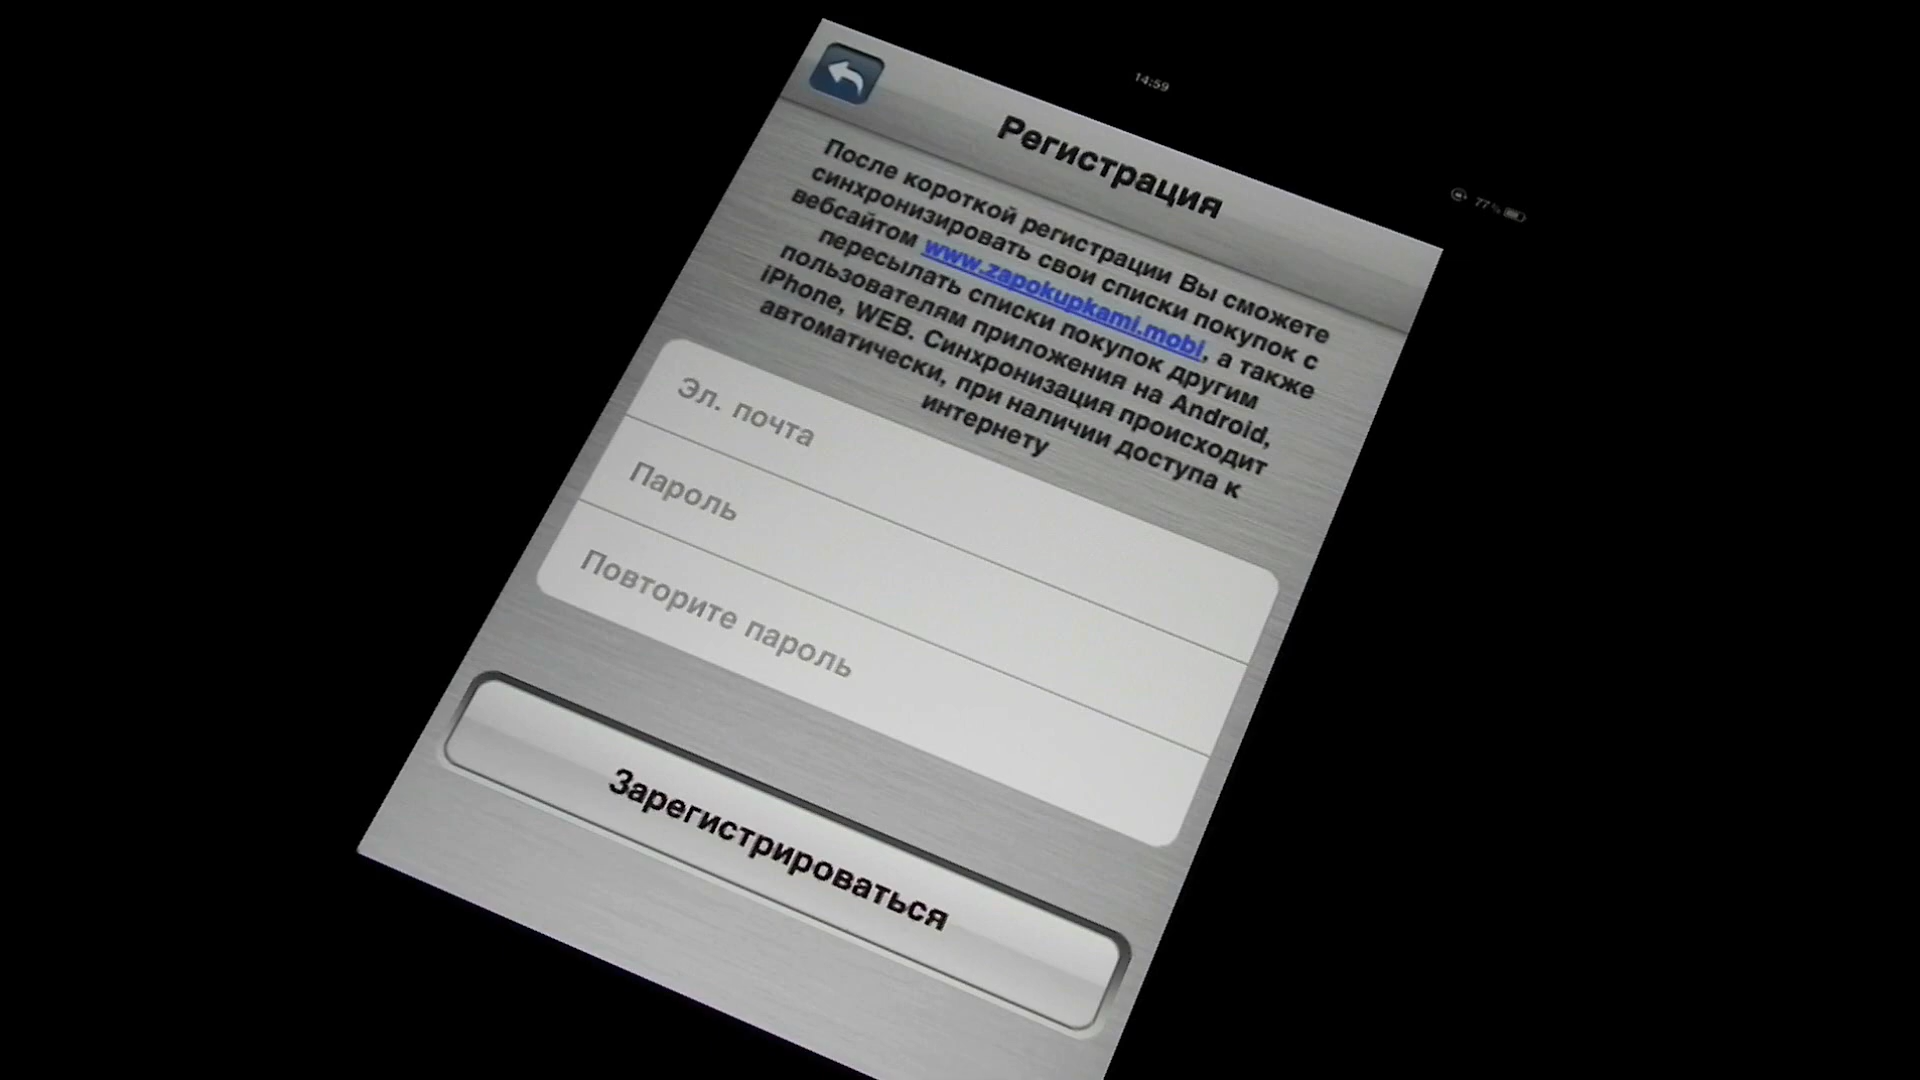 14:59
77%
Регистрация
После короткой регистрации Вы сможете
синхронизировать свои списки покупок с
вебсайтом www.zapokupkami.mobi, а также
пересылать списки покупок другим
пользователям приложения на Android,
iPhone, WEB. Синхронизация происходит
автоматически, при наличии доступа к
интернету
Эл. почта
Пароль
Повторите пароль
Зарегистрироваться